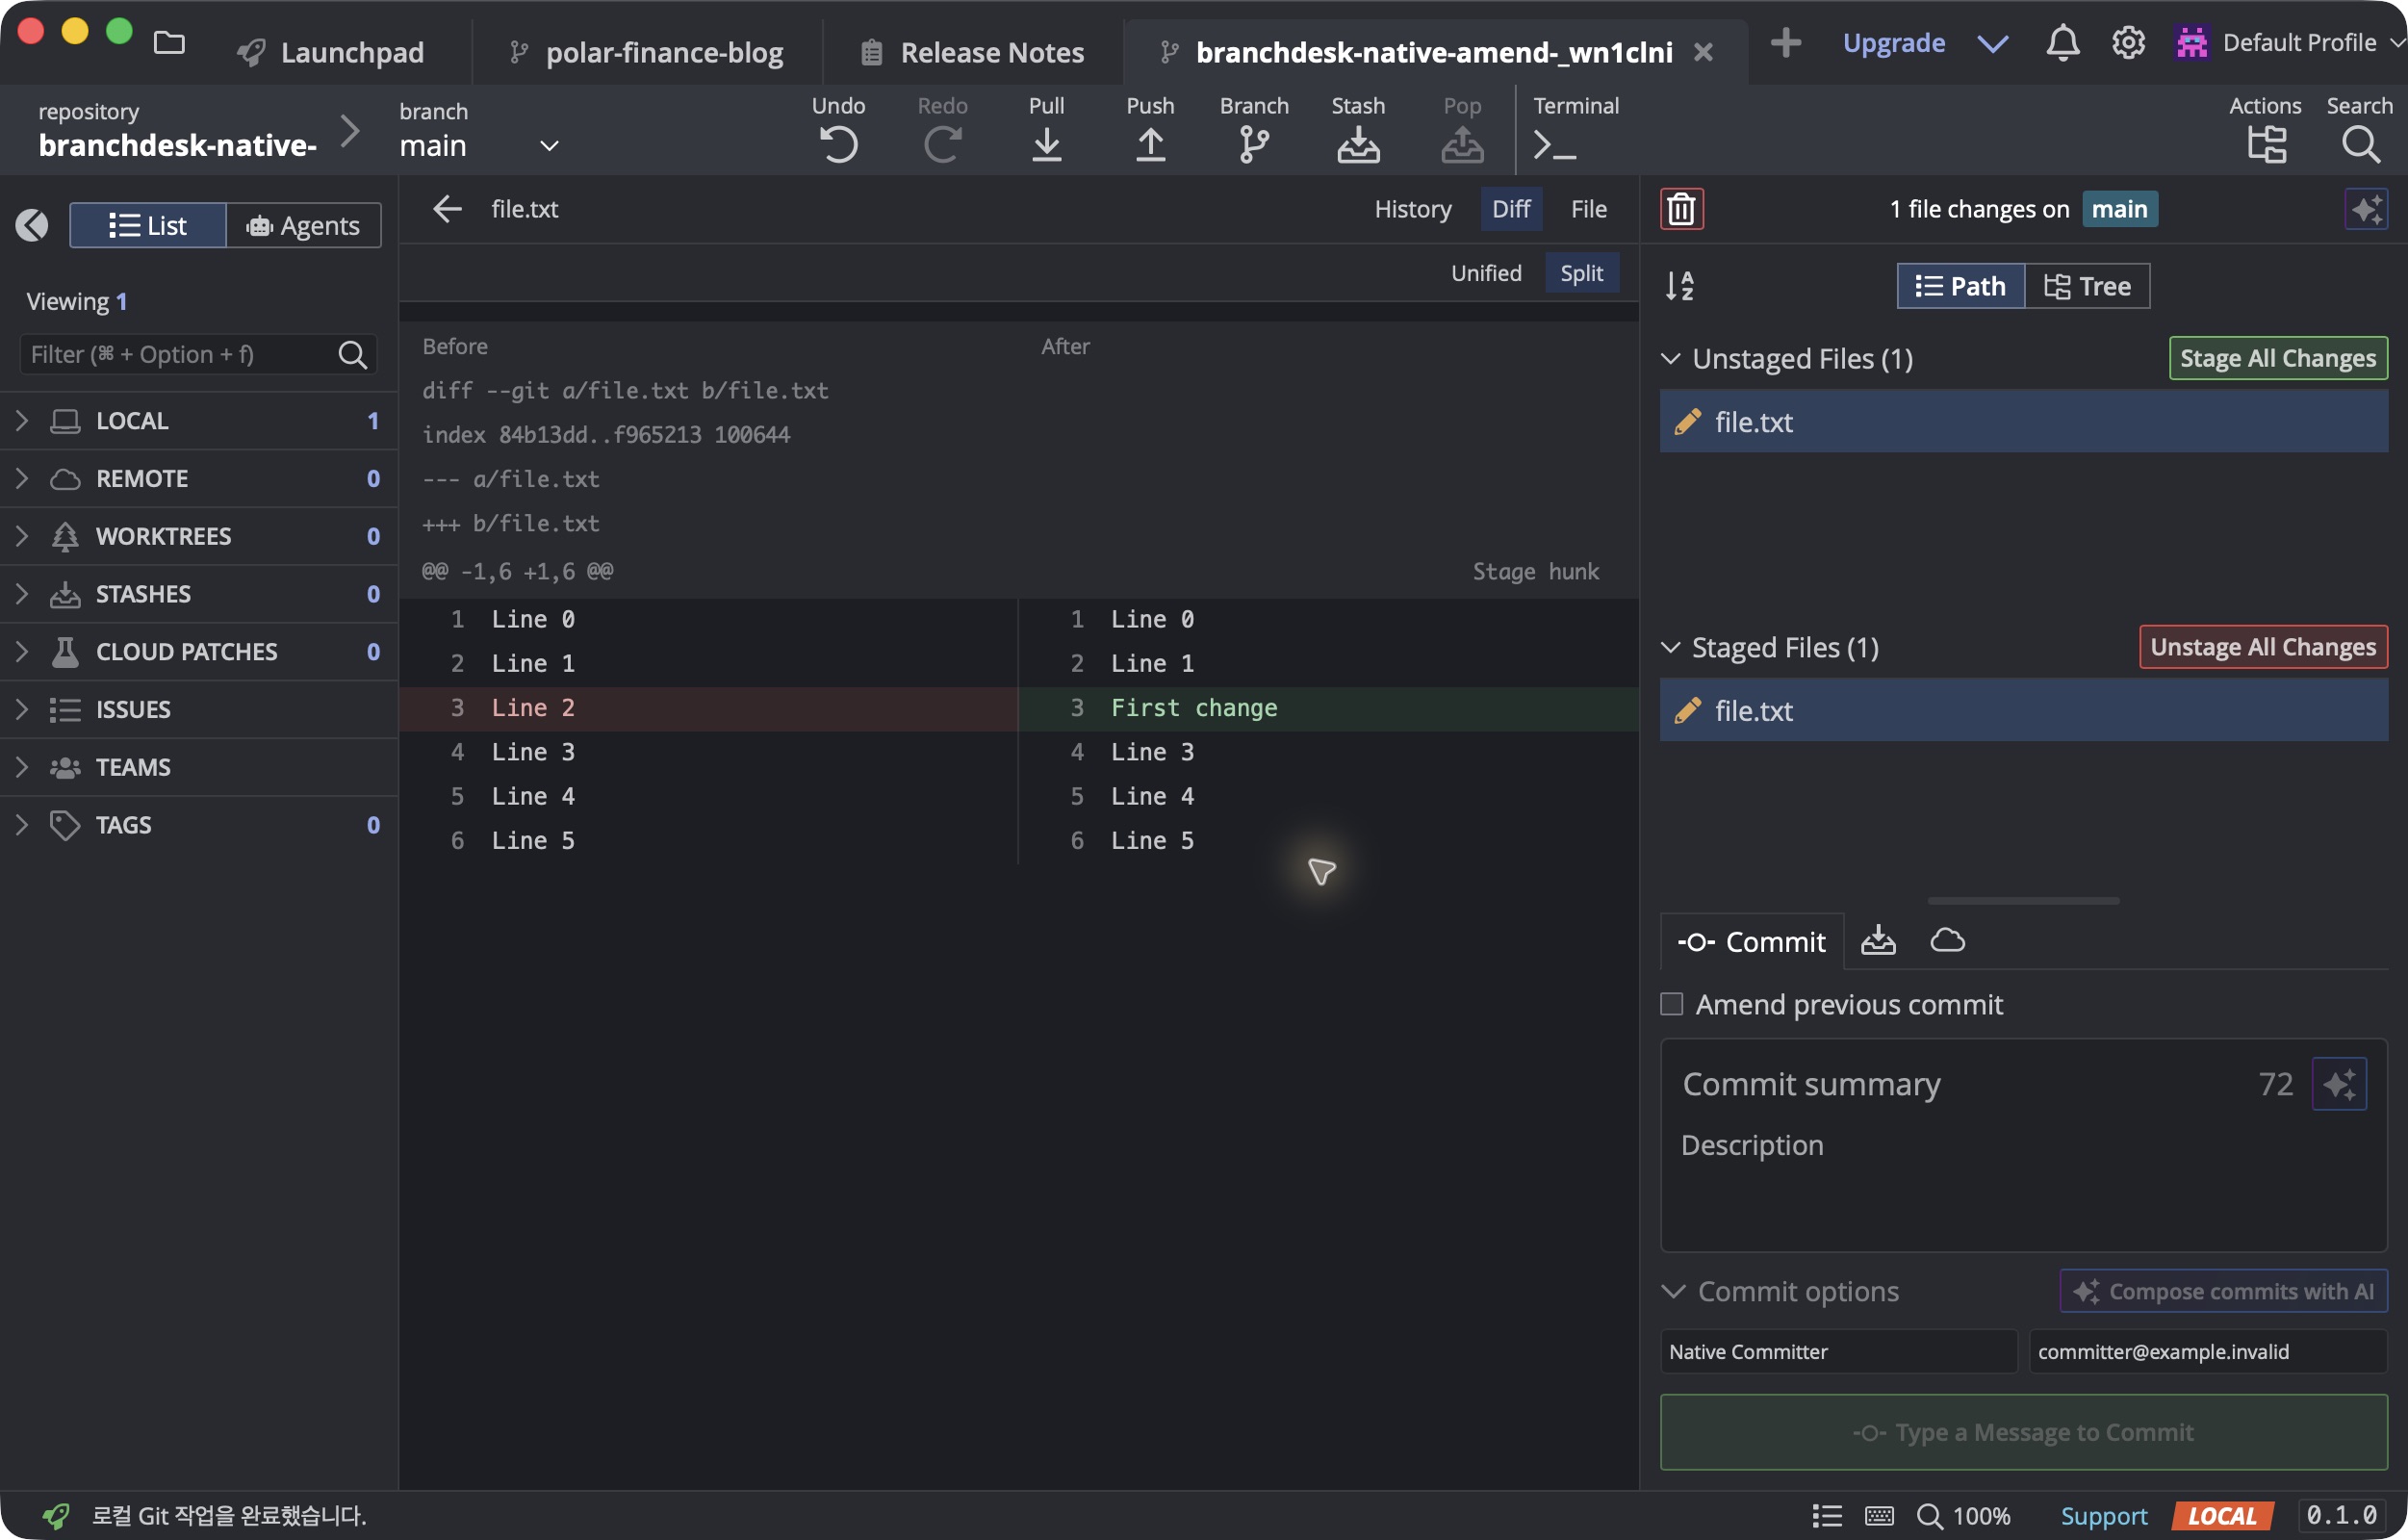 Launchpad
polar-finance-blog
Release Notes
branchdesk-native-amend-_wn1clni
Upgrade
Default Profile
repository
branchdesk-native-
branch
main
Undo
Redo
Pull
Push
Branch
Stash
Pop
Terminal
Actions
Search
List
Agents
Viewing 1
Filter (⌘ + Option + f)
LOCAL 1
REMOTE 0
WORKTREES 0
STASHES 0
CLOUD PATCHES 0
ISSUES
TEAMS
TAGS 0
file.txt
History
Diff
File
Unified
Split
Before
After
diff --git a/file.txt b/file.txt
index 84b13dd..f965213 100644
--- a/file.txt
+++ b/file.txt
@@ -1,6 +1,6 @@
Stage hunk
1 Line 0
2 Line 1
3 Line 2
4 Line 3
5 Line 4
6 Line 5
1 Line 0
2 Line 1
3 First change
4 Line 3
5 Line 4
6 Line 5
1 file changes on main
Path
Tree
Unstaged Files (1)
Stage All Changes
file.txt
Staged Files (1)
Unstage All Changes
file.txt
Commit
Amend previous commit
Commit summary
72
Description
Commit options
Compose commits with AI
Native Committer
committer@example.invalid
Type a Message to Commit
로컬 Git 작업을 완료했습니다.
100%
Support
LOCAL
0.1.0